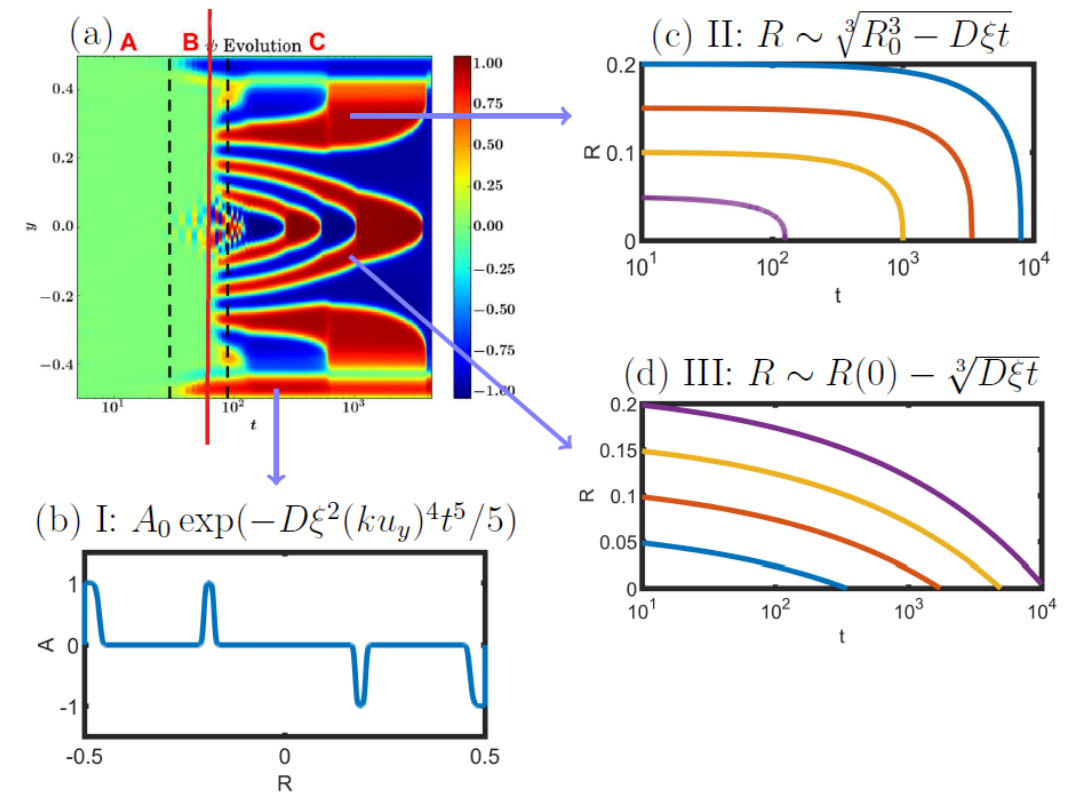 (a) A B ψ Evolution C
1.00
0.75
0.50
0.25
0.00
−0.25
−0.50
−0.75
−1.00
0.4
0.2
0.0
−0.2
−0.4
y
10¹ 10² 10³
t
(c) II: R ∼ ∛(R₀³ − Dξt)
0.2
0.1
0
R
10¹ 10² 10³ 10⁴
t
(d) III: R ∼ R(0) − ∛(Dξt)
0.2
0.15
0.1
0.05
0
R
10¹ 10² 10³ 10⁴
t
(b) I: A₀ exp(−Dξ²(ku_y)⁴t⁵/5)
1
0
-1
A
-0.5 0 0.5
R